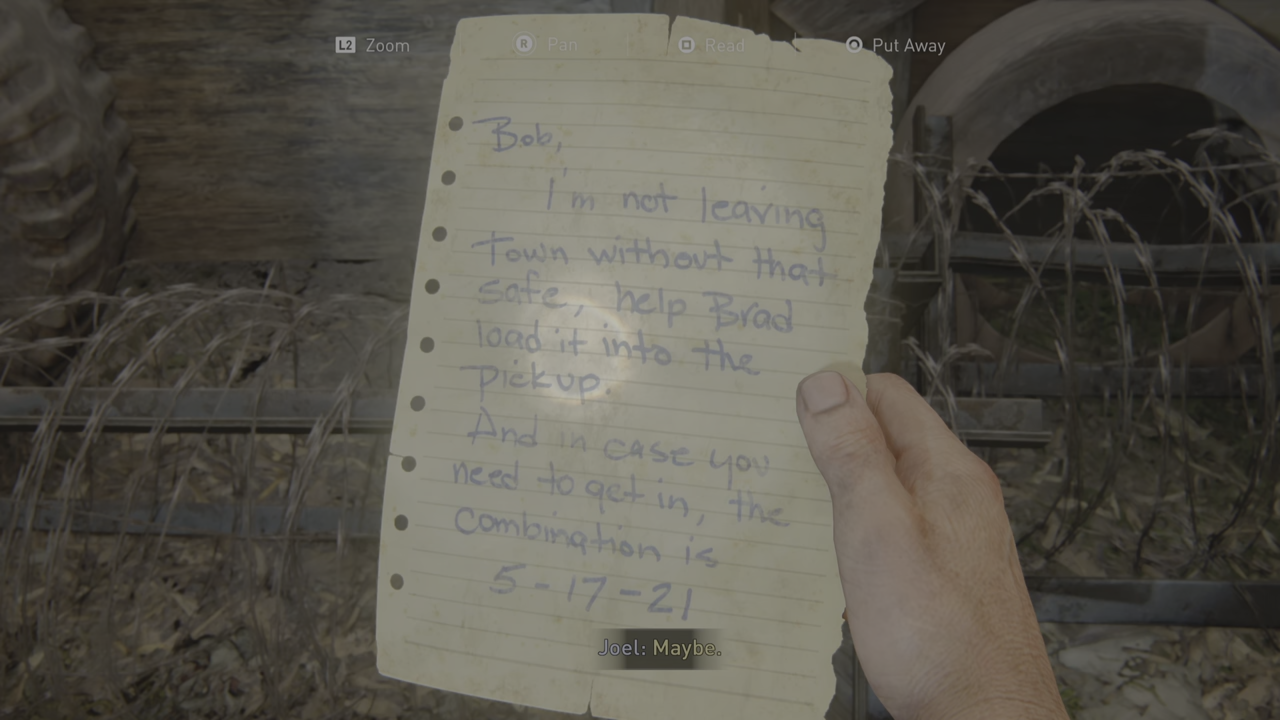 L2 Zoom R Pan Read Put Away
Bob,
I'm not leaving
Town without that
safe, help Brad
load it into the
Pickup.
And in case you
need to get in, the
Combination is
5-17-21
Joel: Maybe.